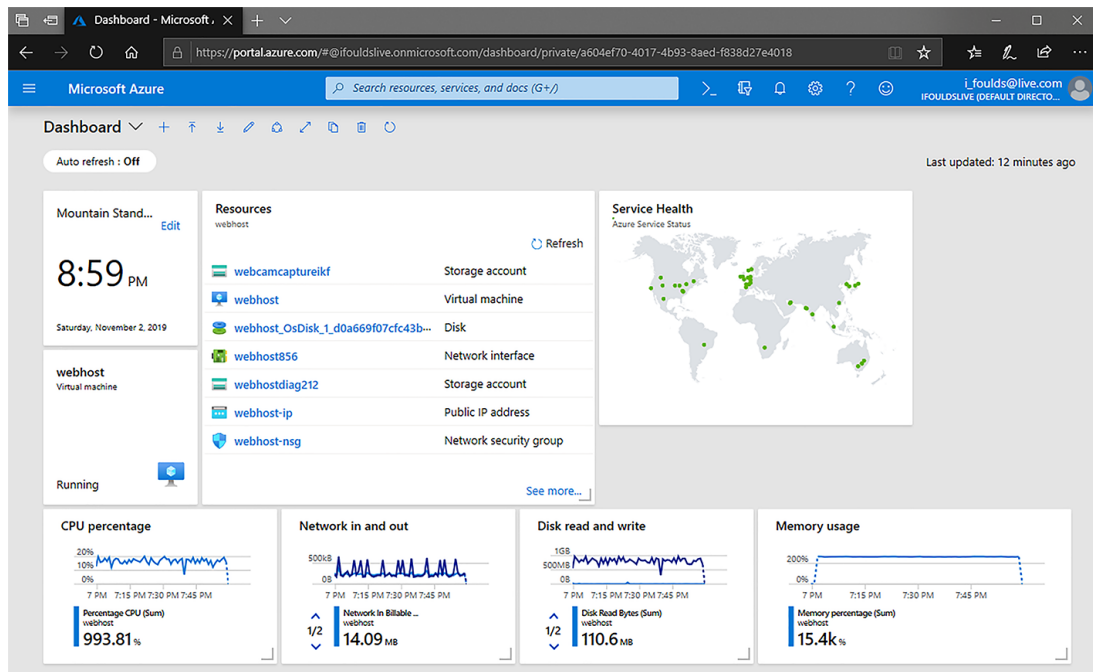 Dashboard - Microsoft
https://portal.azure.com/#@ifouldslive.onmicrosoft.com/dashboard/private/a604ef70-4017-4b93-8aed-f838d27e4018
Microsoft Azure
Search resources, services, and docs (G+/)
i_foulds@live.com
IFOULDSLIVE (DEFAULT DIRECTO...
Dashboard
Auto refresh : Off
Last updated: 12 minutes ago
Mountain Stand...
Edit
8:59 PM
Saturday, November 2, 2019
webhost
Virtual machine
Running
Resources
webhost
Refresh
webcamcaptureikf Storage account
webhost Virtual machine
webhost_OsDisk_1_d0a669f07cfc43b... Disk
webhost856 Network interface
webhostdiag212 Storage account
webhost-ip Public IP address
webhost-nsg Network security group
See more...
Service Health
Azure Service Status
CPU percentage
20%
10%
0%
7 PM 7:15 PM 7:30 PM 7:45 PM
Percentage CPU (Sum)
webhost
993.81 %
Network in and out
500kB
0B
7 PM 7:15 PM 7:30 PM 7:45 PM
1/2
Network In Billable ...
webhost
14.09 MB
Disk read and write
1GB
500MB
0B
7 PM 7:15 PM 7:30 PM 7:45 PM
1/2
Disk Read Bytes (Sum)
webhost
110.6 MB
Memory usage
200%
0%
7 PM 7:15 PM 7:30 PM 7:45 PM
Memory percentage (Sum)
webhost
15.4k %